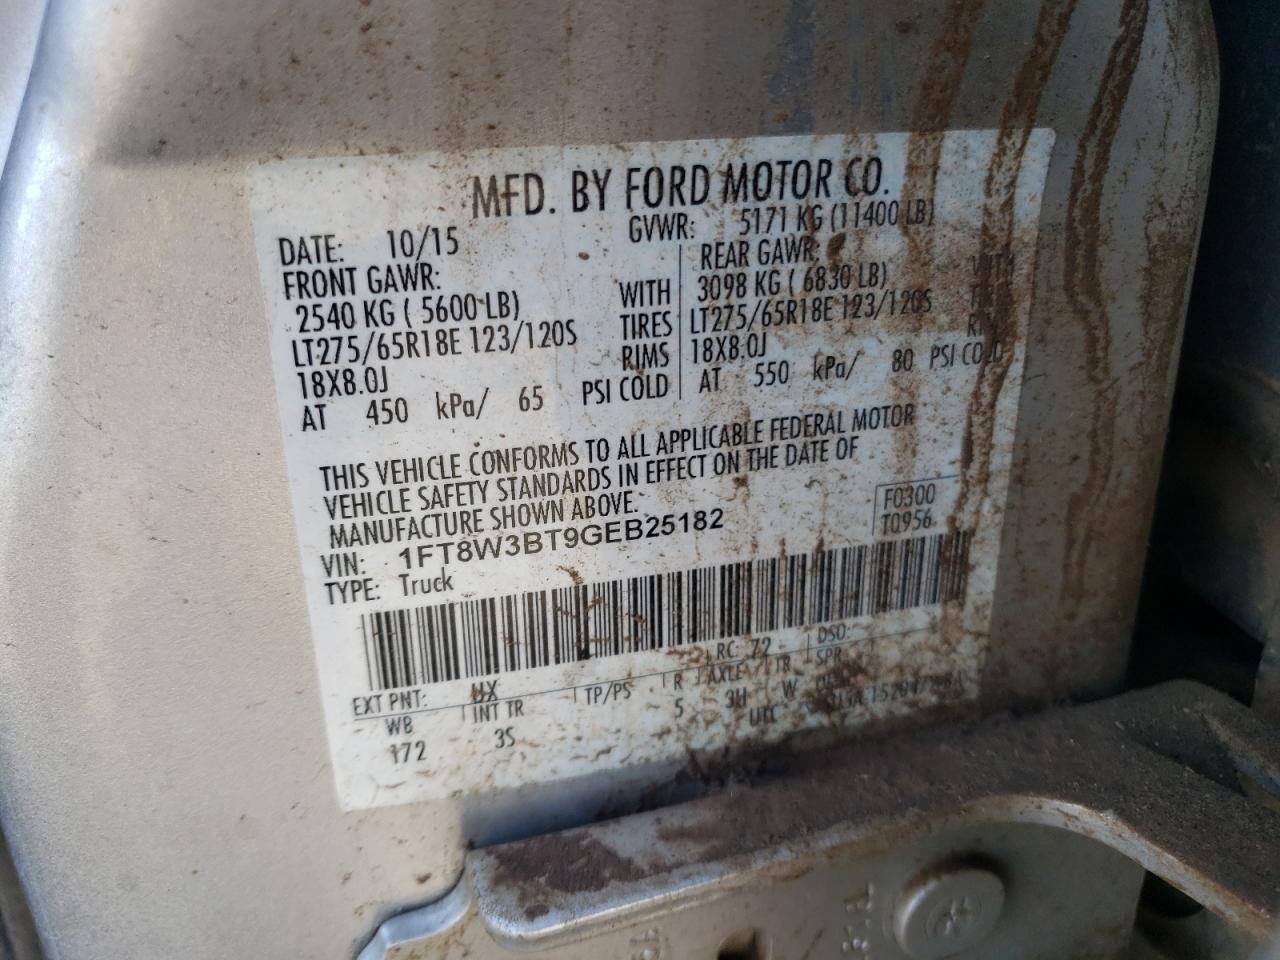 MFD. BY FORD MOTOR CO.
DATE: 10/15 GVWR: 5171 KG (11400 LB)
FRONT GAWR: REAR GAWR:
2540 KG ( 5600 LB) WITH 3098 KG ( 6830 LB) WITH
LT275/65R18E 123/120S TIRES LT275/65R18E 123/120S
18X8.0J RIMS 18X8.0J
AT 450 kPa/ 65 PSI COLD AT 550 kPa/ 80 PSI COLD
THIS VEHICLE CONFORMS TO ALL APPLICABLE FEDERAL MOTOR
VEHICLE SAFETY STANDARDS IN EFFECT ON THE DATE OF
MANUFACTURE SHOWN ABOVE.
F0300
VIN: 1FT8W3BT9GEB25182 T0956
TYPE: Truck
RC: 72 DSO:
EXT PNT: UX
WB INT TR TP/PS R AXLE TR SPR
172 3S 5 3H W
UTC